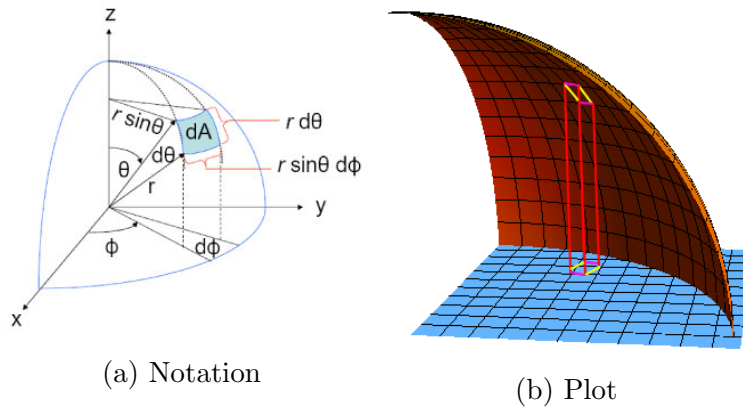 z
r sinθ
dA
r dθ
dθ
θ
r
r sinθ dϕ
y
ϕ
dϕ
x
(a) Notation
(b) Plot